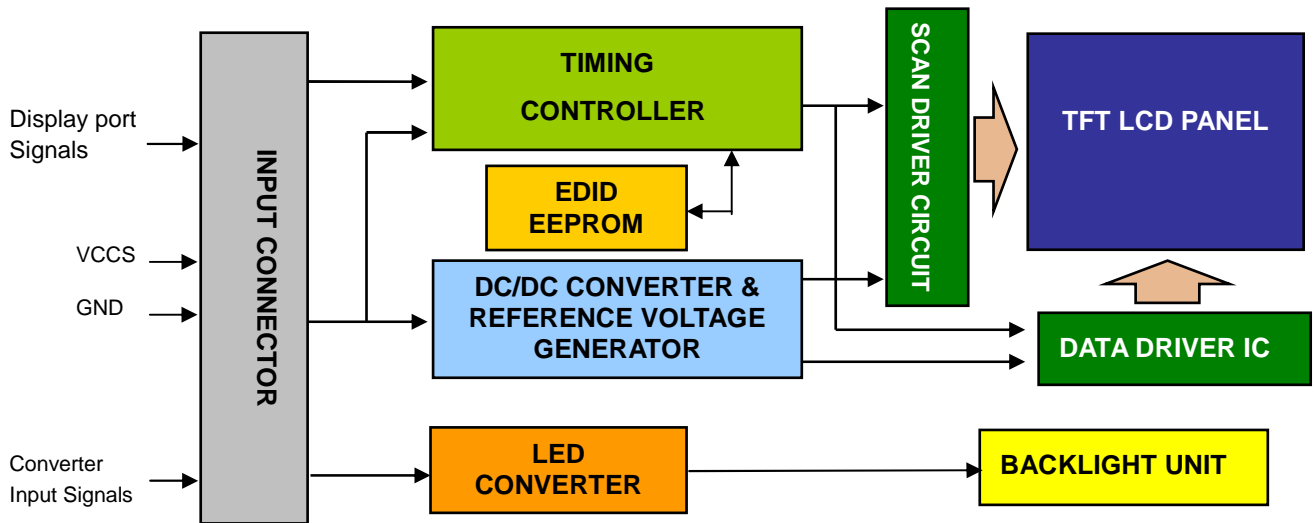 Display port
Signals
VCCS
GND
Converter
Input Signals
INPUT CONNECTOR
TIMING
CONTROLLER
EDID
EEPROM
DC/DC CONVERTER &
REFERENCE VOLTAGE
GENERATOR
LED
CONVERTER
SCAN DRIVER CIRCUIT
TFT LCD PANEL
DATA DRIVER IC
BACKLIGHT UNIT